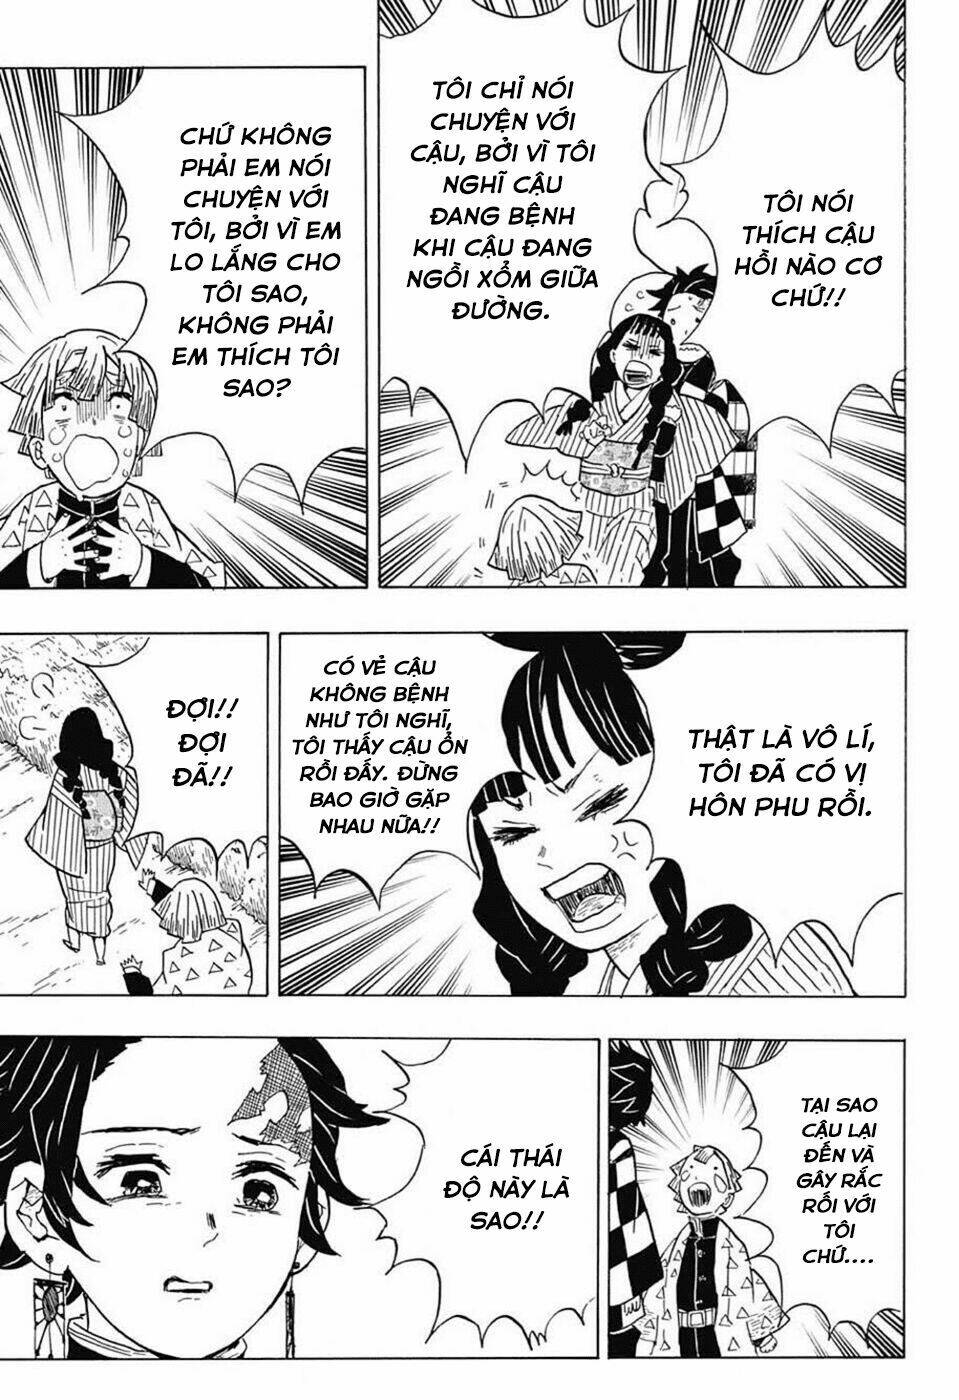 TÔI NÓI
THÍCH CẬU
HỒI NÀO CƠ
CHỨ!!
TÔI CHỈ NÓI
CHUYỆN VỚI
CẬU, BỞI VÌ TÔI
NGHĨ CẬU
ĐANG BỆNH
KHI CẬU ĐANG
NGỒI XỔM GIỮA
ĐƯỜNG.
CHỨ KHÔNG
PHẢI EM NÓI
CHUYỆN VỚI
TÔI, BỞI VÌ EM
LO LẮNG CHO
TÔI SAO,
KHÔNG PHẢI
EM THÍCH TÔI
SAO?
THẬT LÀ VÔ LÍ,
TÔI ĐÃ CÓ VỊ
HÔN PHU RỒI.
CÓ VẺ CẬU
KHÔNG BỆNH
NHƯ TÔI NGHĨ,
TÔI THẤY CẬU ỔN
RỒI ĐẤY. ĐỪNG
BAO GIỜ GẶP
NHAU NỮA!!
ĐỢI!!
ĐỢI
ĐÃ!!
TẠI SAO
CẬU LẠI
ĐẾN VÀ
GÂY RẮC
RỐI VỚI
TÔI
CHỨ....
CÁI THÁI
ĐỘ NÀY LÀ
SAO!!